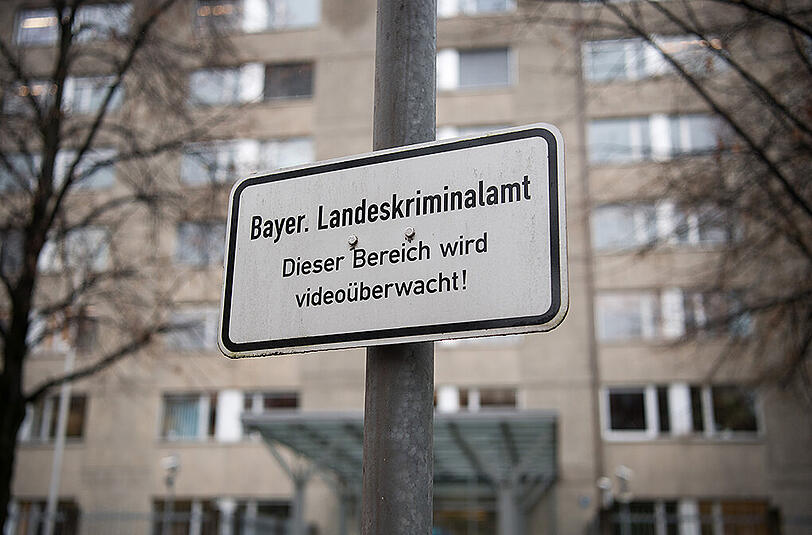 Bayer. Landeskriminalamt
Dieser Bereich wird
videoüberwacht!